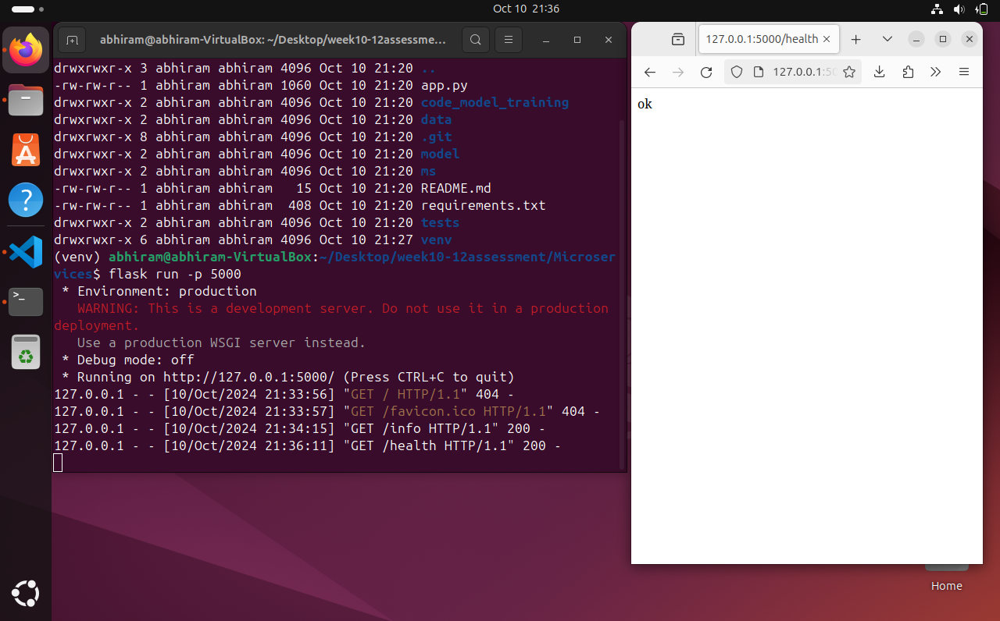 Oct 10 21:36
abhiram@abhiram-VirtualBox: ~/Desktop/week10-12assessme…
drwxrwxr-x 3 abhiram abhiram 4096 Oct 10 21:20 ..
-rw-rw-r-- 1 abhiram abhiram 1060 Oct 10 21:20 app.py
drwxrwxr-x 2 abhiram abhiram 4096 Oct 10 21:20 code_model_training
drwxrwxr-x 2 abhiram abhiram 4096 Oct 10 21:20 data
drwxrwxr-x 8 abhiram abhiram 4096 Oct 10 21:20 .git
drwxrwxr-x 2 abhiram abhiram 4096 Oct 10 21:20 model
drwxrwxr-x 2 abhiram abhiram 4096 Oct 10 21:20 ms
-rw-rw-r-- 1 abhiram abhiram   15 Oct 10 21:20 README.md
-rw-rw-r-- 1 abhiram abhiram  408 Oct 10 21:20 requirements.txt
drwxrwxr-x 2 abhiram abhiram 4096 Oct 10 21:20 tests
drwxrwxr-x 6 abhiram abhiram 4096 Oct 10 21:27 venv
(venv) abhiram@abhiram-VirtualBox:~/Desktop/week10-12assessment/Microser
vices$ flask run -p 5000
 * Environment: production
   WARNING: This is a development server. Do not use it in a production
deployment.
   Use a production WSGI server instead.
 * Debug mode: off
 * Running on http://127.0.0.1:5000/ (Press CTRL+C to quit)
127.0.0.1 - - [10/Oct/2024 21:33:56] "GET / HTTP/1.1" 404 -
127.0.0.1 - - [10/Oct/2024 21:33:57] "GET /favicon.ico HTTP/1.1" 404 -
127.0.0.1 - - [10/Oct/2024 21:34:15] "GET /info HTTP/1.1" 200 -
127.0.0.1 - - [10/Oct/2024 21:36:11] "GET /health HTTP/1.1" 200 -
127.0.0.1:5000/health
127.0.0.1:50
ok
Home